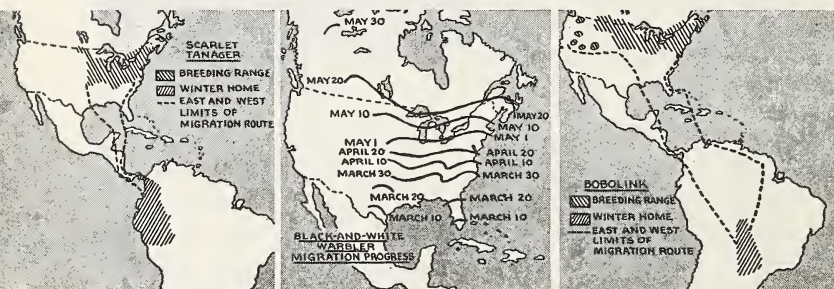 SCARLET
TANAGER
BREEDING RANGE
WINTER HOME
EAST AND WEST
LIMITS OF
MIGRATION ROUTE
MAY 30
MAY 20
MAY 10
MAY 1
APRIL 20
APRIL 10
MARCH 30
MARCH 20
MARCH 10
MAY 20
MAY 10
MAY 1
APRIL 20
APRIL 10
MARCH 30
MARCH 20
MARCH 10
BLACK-AND-WHITE
WARBLER
MIGRATION PROGRESS
BOBOLINK
BREEDING RANGE
WINTER HOME
EAST AND WEST
LIMITS OF
MIGRATION ROUTE